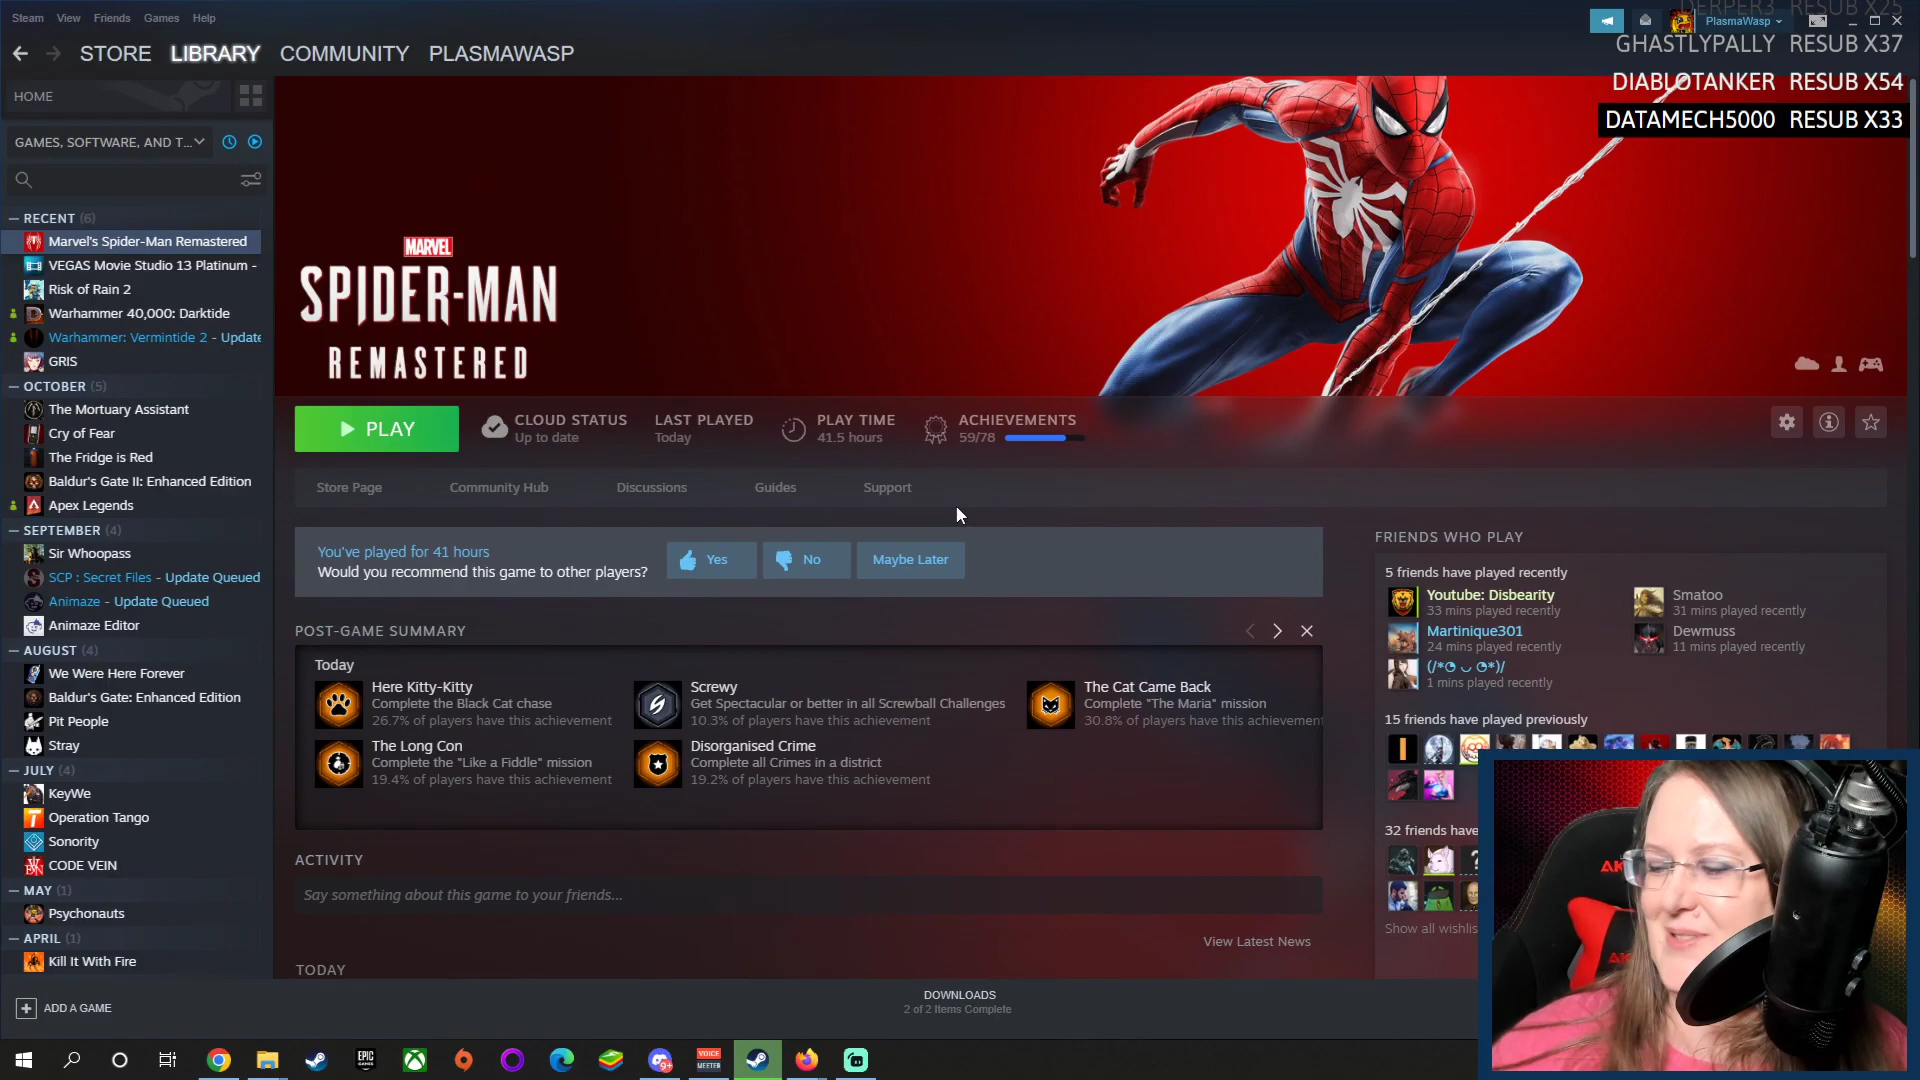 Steam View Friends Games Help
PlasmaWasp
DERPER3 RESUB X25
GHASTLYPALLY RESUB X37
DIABLOTANKER RESUB X54
DATAMECH5000 RESUB X33
STORE LIBRARY COMMUNITY PLASMAWASP
HOME
GAMES, SOFTWARE, AND T...
RECENT (6)
Marvel's Spider-Man Remastered
VEGAS Movie Studio 13 Platinum -
Risk of Rain 2
Warhammer 40,000: Darktide
Warhammer: Vermintide 2 - Update
GRIS
OCTOBER (5)
The Mortuary Assistant
Cry of Fear
The Fridge is Red
Baldur's Gate II: Enhanced Edition
Apex Legends
SEPTEMBER (4)
Sir Whoopass
SCP : Secret Files - Update Queued
Animaze - Update Queued
Animaze Editor
AUGUST (4)
We Were Here Forever
Baldur's Gate: Enhanced Edition
Pit People
Stray
JULY (4)
KeyWe
Operation Tango
Sonority
CODE VEIN
MAY (1)
Psychonauts
APRIL (1)
Kill It With Fire
ADD A GAME
MARVEL
SPIDER-MAN
REMASTERED
PLAY
CLOUD STATUS
Up to date
LAST PLAYED
Today
PLAY TIME
41.5 hours
ACHIEVEMENTS
59/78
Store Page Community Hub Discussions Guides Support
You've played for 41 hours
Would you recommend this game to other players?
Yes No Maybe Later
POST-GAME SUMMARY
Today
Here Kitty-Kitty
Complete the Black Cat chase
26.7% of players have this achievement
Screwy
Get Spectacular or better in all Screwball Challenges
10.3% of players have this achievement
The Cat Came Back
Complete "The Maria" mission
30.8% of players have this achievement
The Long Con
Complete the "Like a Fiddle" mission
19.4% of players have this achievement
Disorganised Crime
Complete all Crimes in a district
19.2% of players have this achievement
ACTIVITY
Say something about this game to your friends...
View Latest News
TODAY
FRIENDS WHO PLAY
5 friends have played recently
Youtube: Disbearity
33 mins played recently
Smatoo
31 mins played recently
Martinique301
24 mins played recently
Dewmuss
11 mins played recently
(/*◔ ◡ ◔*)/
1 mins played recently
15 friends have played previously
32 friends have
Show all wishlis
DOWNLOADS
2 of 2 Items Complete
EPIC
GAMES
9+
VOICE
MEETER
AK
AK